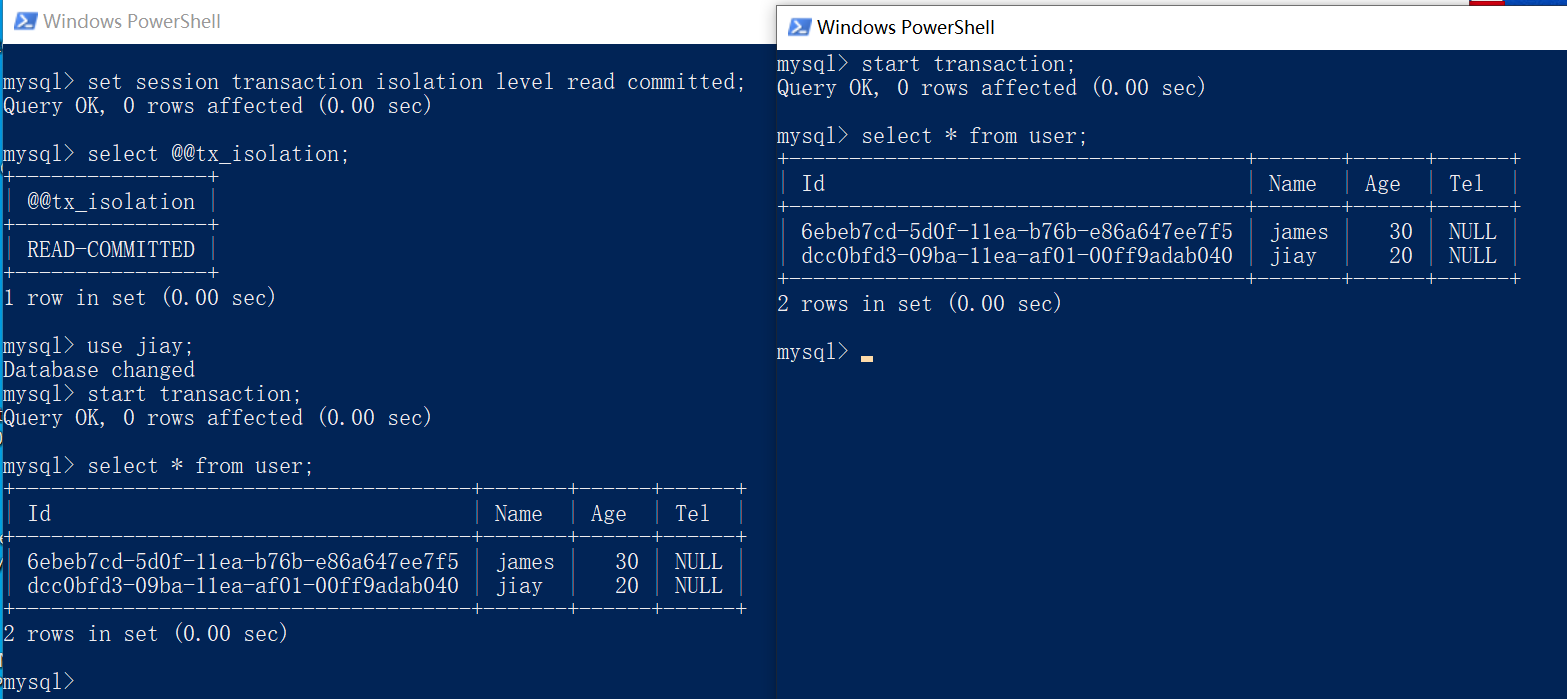 Windows PowerShell
mysql> set session transaction isolation level read committed;
Query OK, 0 rows affected (0.00 sec)
mysql> select @@tx_isolation;
+----------------+
| @@tx_isolation |
+----------------+
| READ-COMMITTED |
+----------------+
1 row in set (0.00 sec)
mysql> use jiay;
Database changed
mysql> start transaction;
Query OK, 0 rows affected (0.00 sec)
mysql> select * from user;
+--------------------------------------+-------+------+------+
| Id | Name | Age | Tel |
+--------------------------------------+-------+------+------+
| 6ebeb7cd-5d0f-11ea-b76b-e86a647ee7f5 | james | 30 | NULL |
| dcc0bfd3-09ba-11ea-af01-00ff9adab040 | jiay | 20 | NULL |
+--------------------------------------+-------+------+------+
2 rows in set (0.00 sec)
mysql>
Windows PowerShell
mysql> start transaction;
Query OK, 0 rows affected (0.00 sec)
mysql> select * from user;
+--------------------------------------+-------+------+------+
| Id | Name | Age | Tel |
+--------------------------------------+-------+------+------+
| 6ebeb7cd-5d0f-11ea-b76b-e86a647ee7f5 | james | 30 | NULL |
| dcc0bfd3-09ba-11ea-af01-00ff9adab040 | jiay | 20 | NULL |
+--------------------------------------+-------+------+------+
2 rows in set (0.00 sec)
mysql>